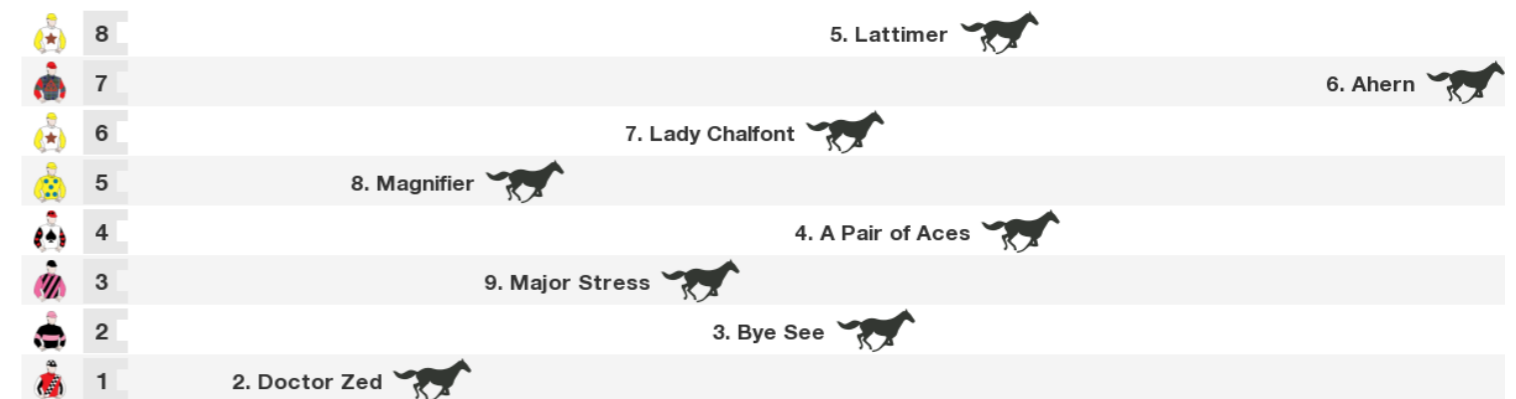 8 5. Lattimer
7 6. Ahern
6 7. Lady Chalfont
5 8. Magnifier
4 4. A Pair of Aces
3 9. Major Stress
2 3. Bye See
1 2. Doctor Zed